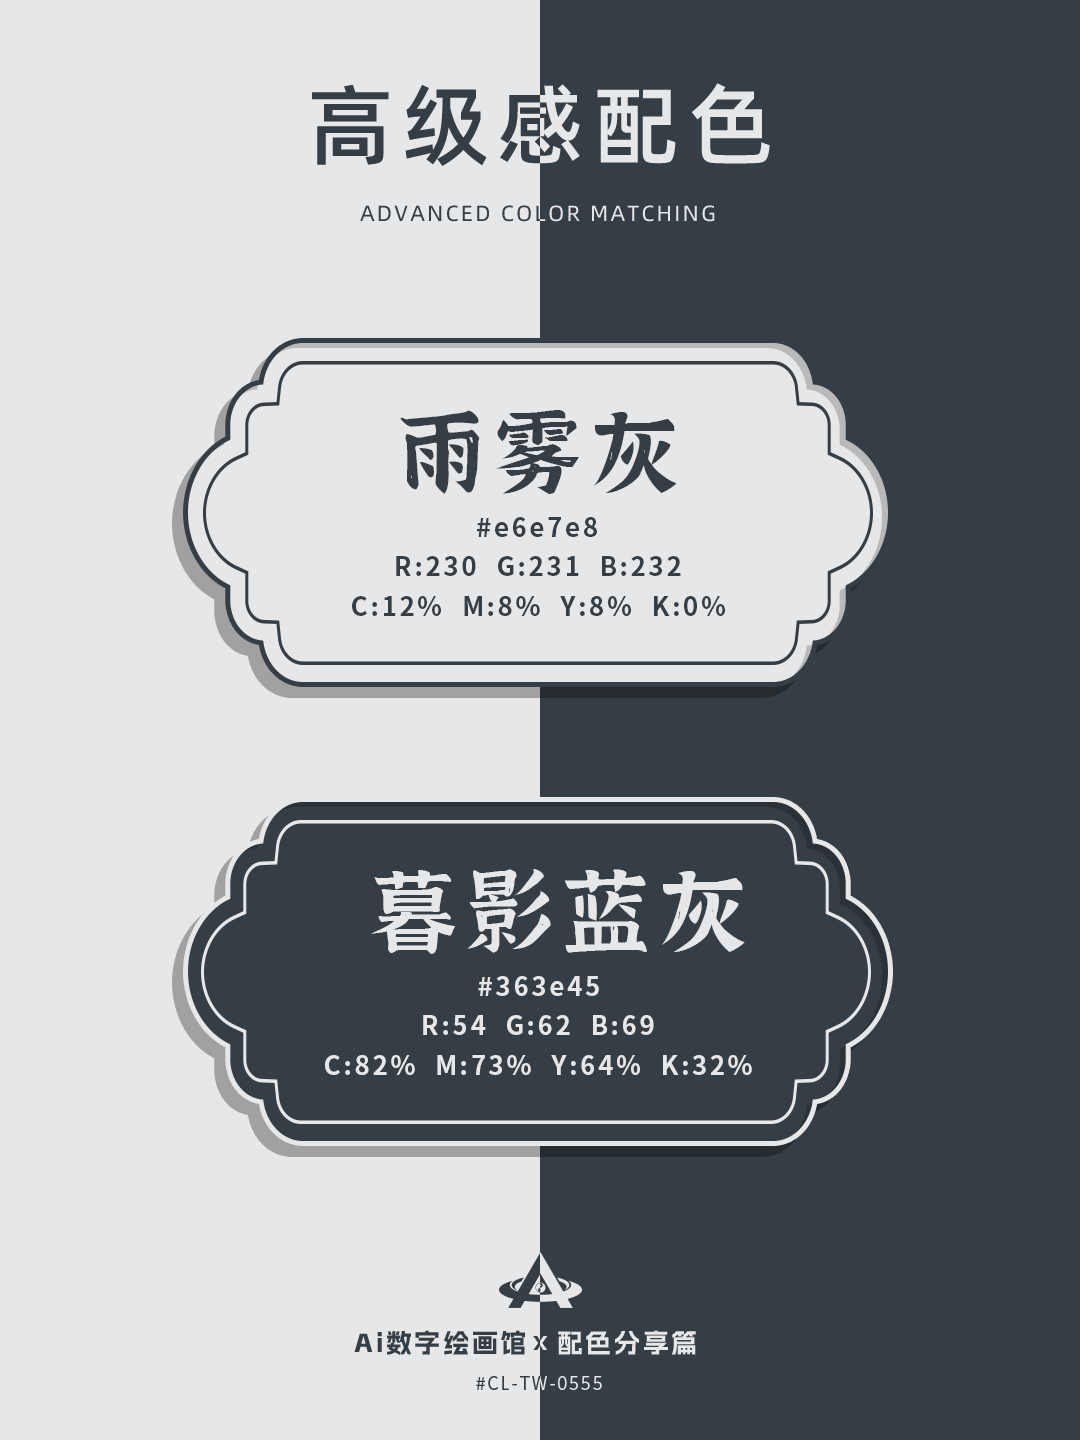 高级感配色
ADVANCED COLOR MATCHING
雨雾灰
#e6e7e8
R:230 G:231 B:232
C:12% M:8% Y:8% K:0%
暮影蓝灰
#363e45
R:54 G:62 B:69
C:82% M:73% Y:64% K:32%
Ai数字绘画馆 x 配色分享篇
#CL-TW-0555